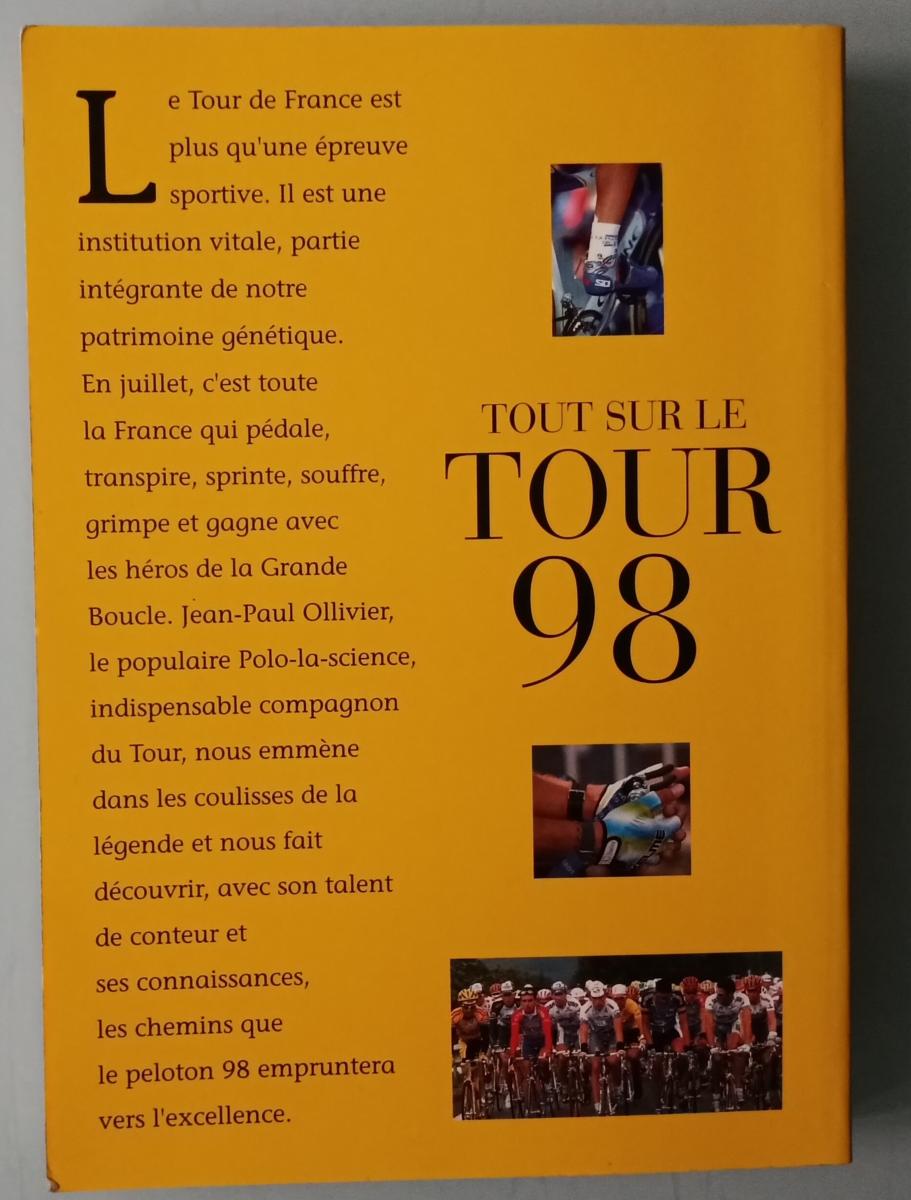 Le Tour de France est
plus qu'une épreuve
sportive. Il est une
institution vitale, partie
intégrante de notre
patrimoine génétique.
En juillet, c'est toute
la France qui pédale,
transpire, sprinte, souffre,
grimpe et gagne avec
les héros de la Grande
Boucle. Jean-Paul Ollivier,
le populaire Polo-la-science,
indispensable compagnon
du Tour, nous emmène
dans les coulisses de la
légende et nous fait
découvrir, avec son talent
de conteur et
ses connaissances,
les chemins que
le peloton 98 empruntera
vers l'excellence.
TOUT SUR LE
TOUR
98